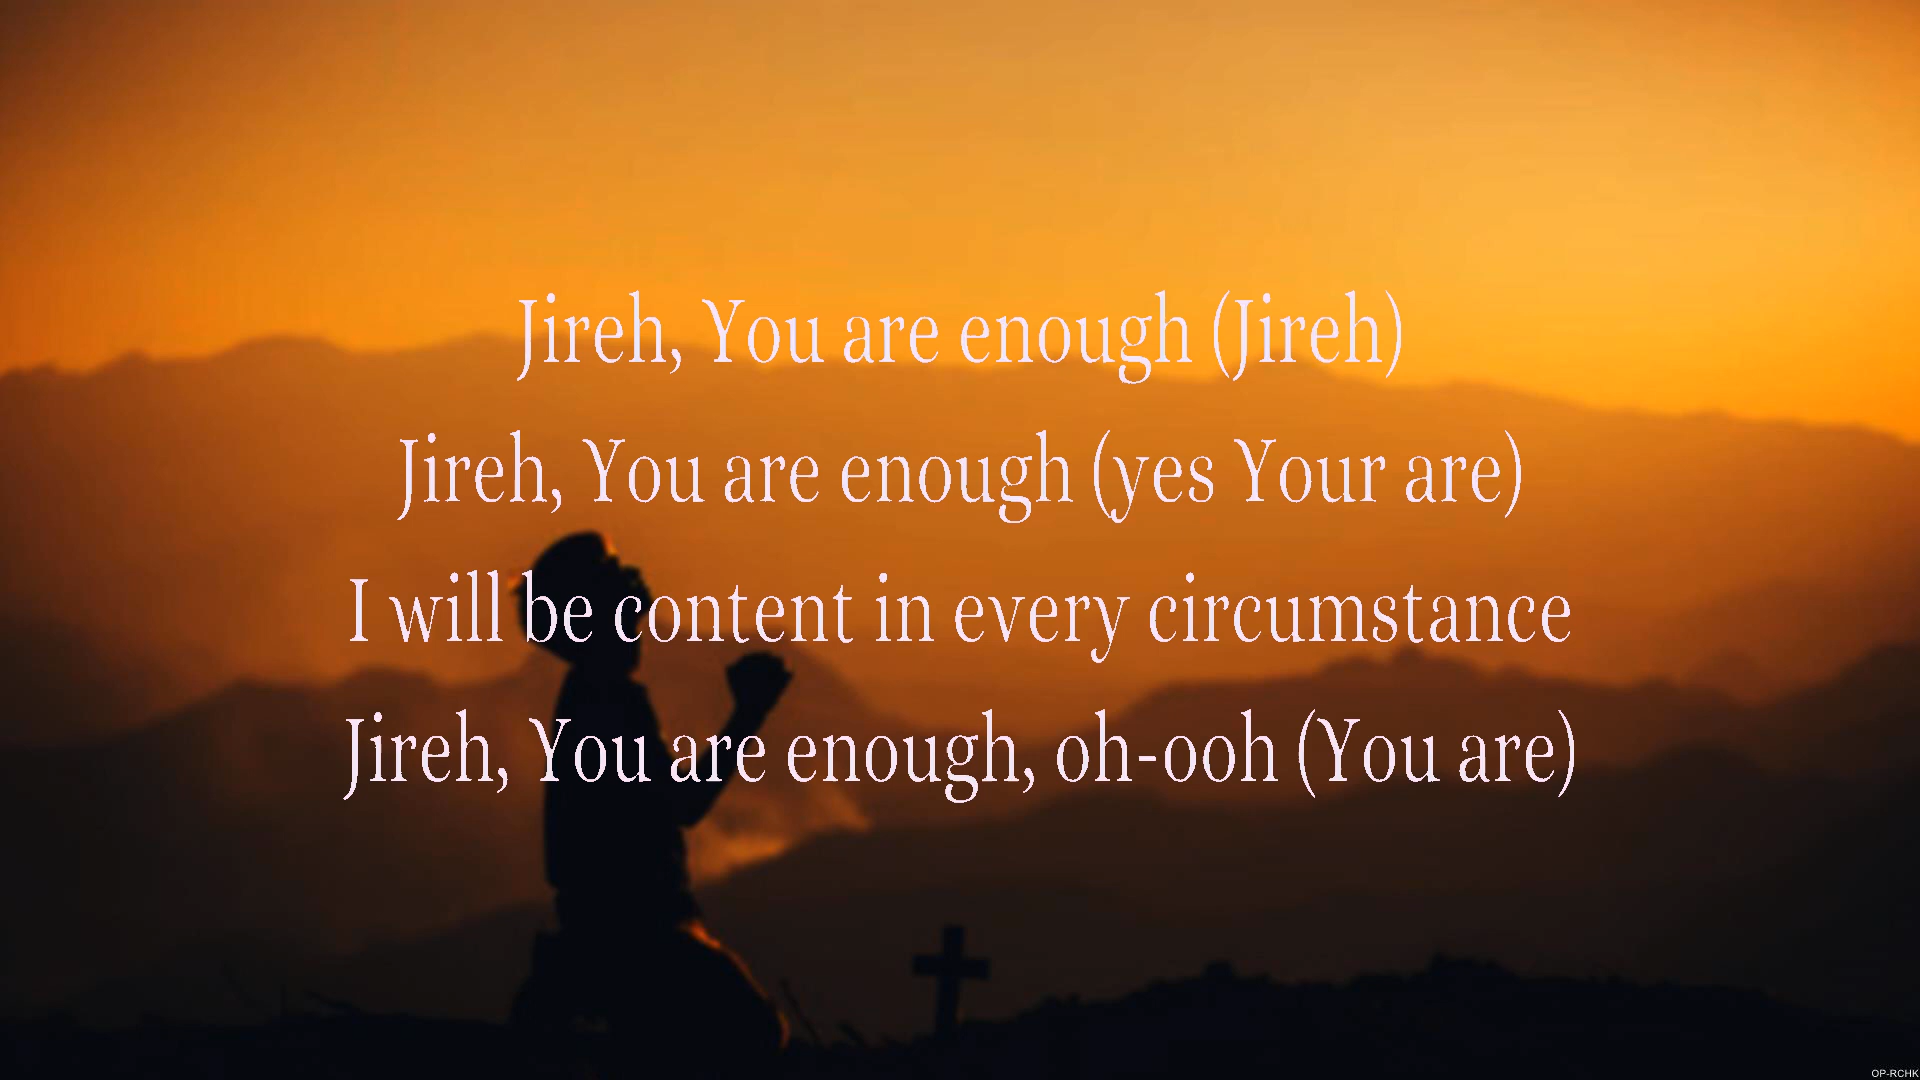 Jireh, You are enough (Jireh)
Jireh, You are enough (yes Your are)
I will be content in every circumstance
Jireh, You are enough, oh-ooh (You are)
OP-RCHK